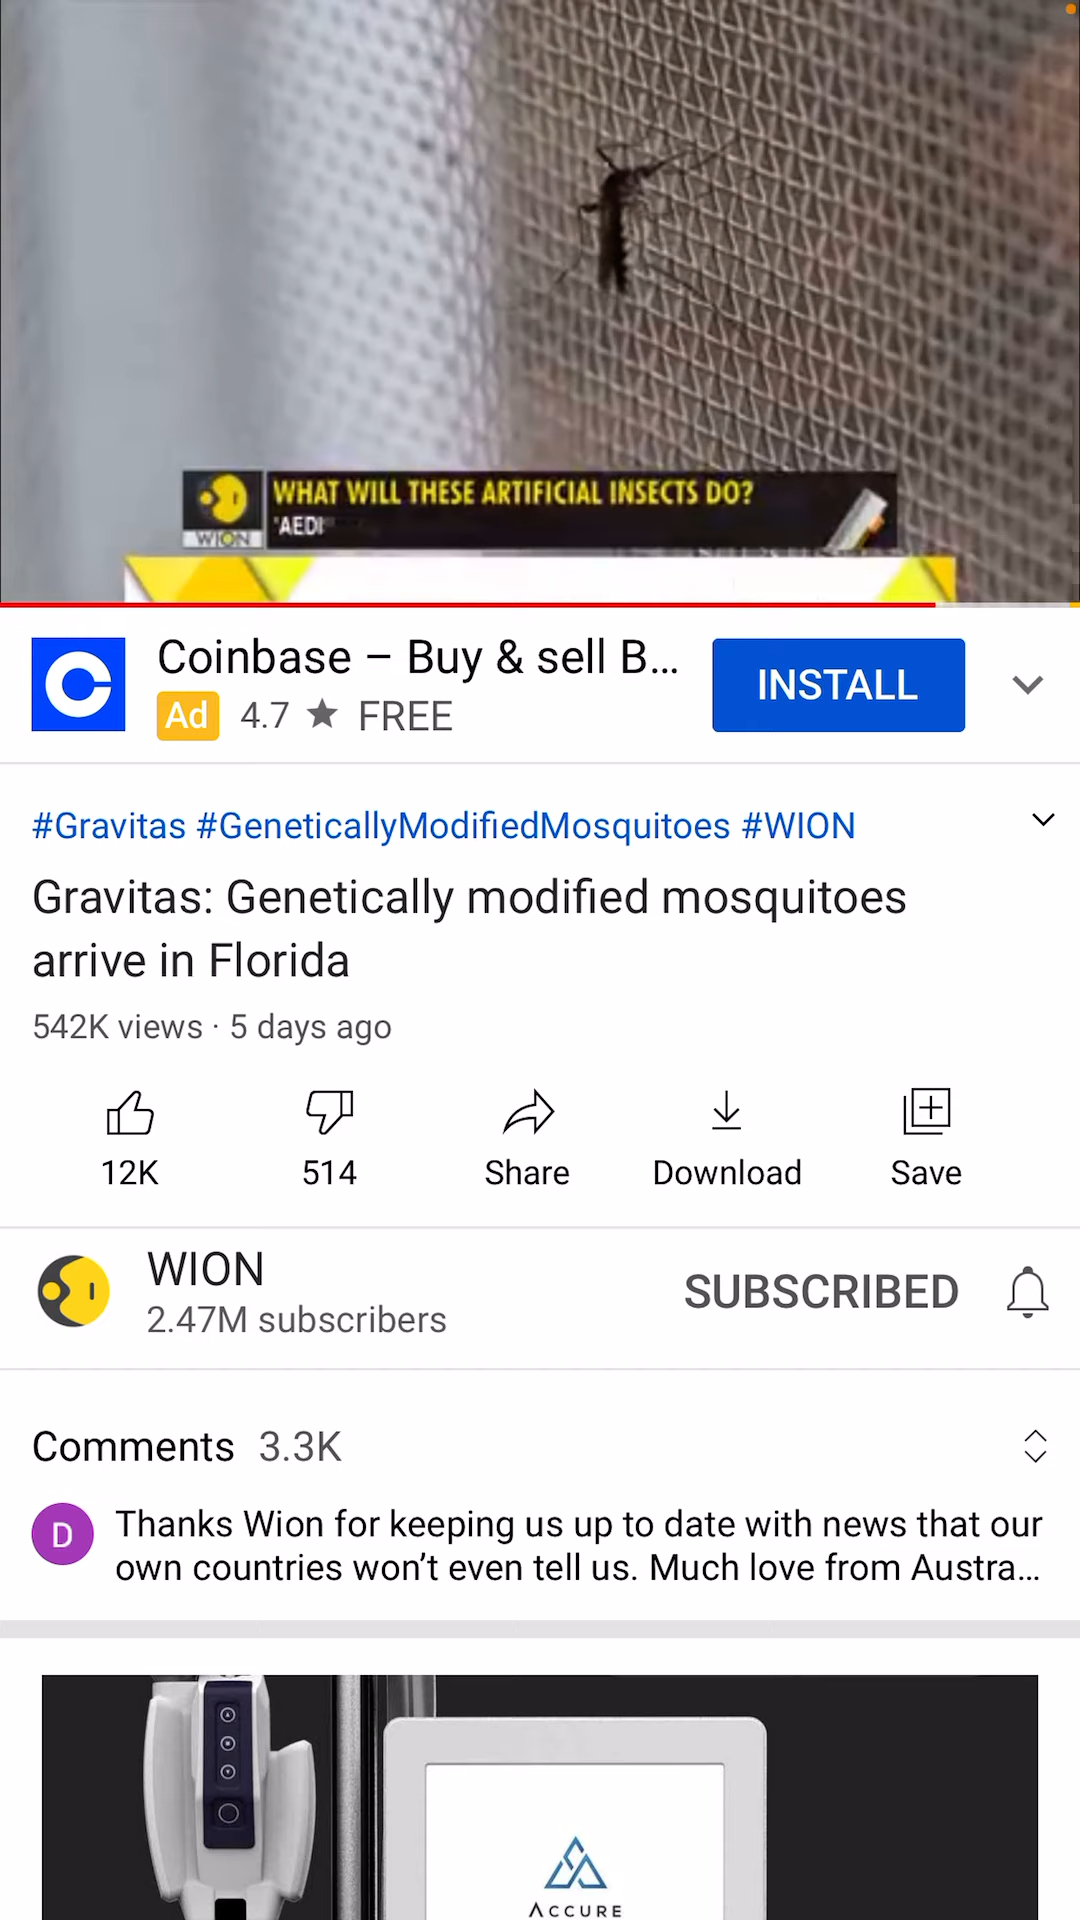 WHAT WILL THESE ARTIFICIAL INSECTS DO?
'AEDI
WION
Coinbase – Buy & sell B...
INSTALL
Ad 4.7 ★ FREE
#Gravitas #GeneticallyModifiedMosquitoes #WION
Gravitas: Genetically modified mosquitoes
arrive in Florida
542K views · 5 days ago
12K 514 Share Download Save
WION
2.47M subscribers
SUBSCRIBED
Comments 3.3K
D
Thanks Wion for keeping us up to date with news that our
own countries won’t even tell us. Much love from Austra...
ACCURE